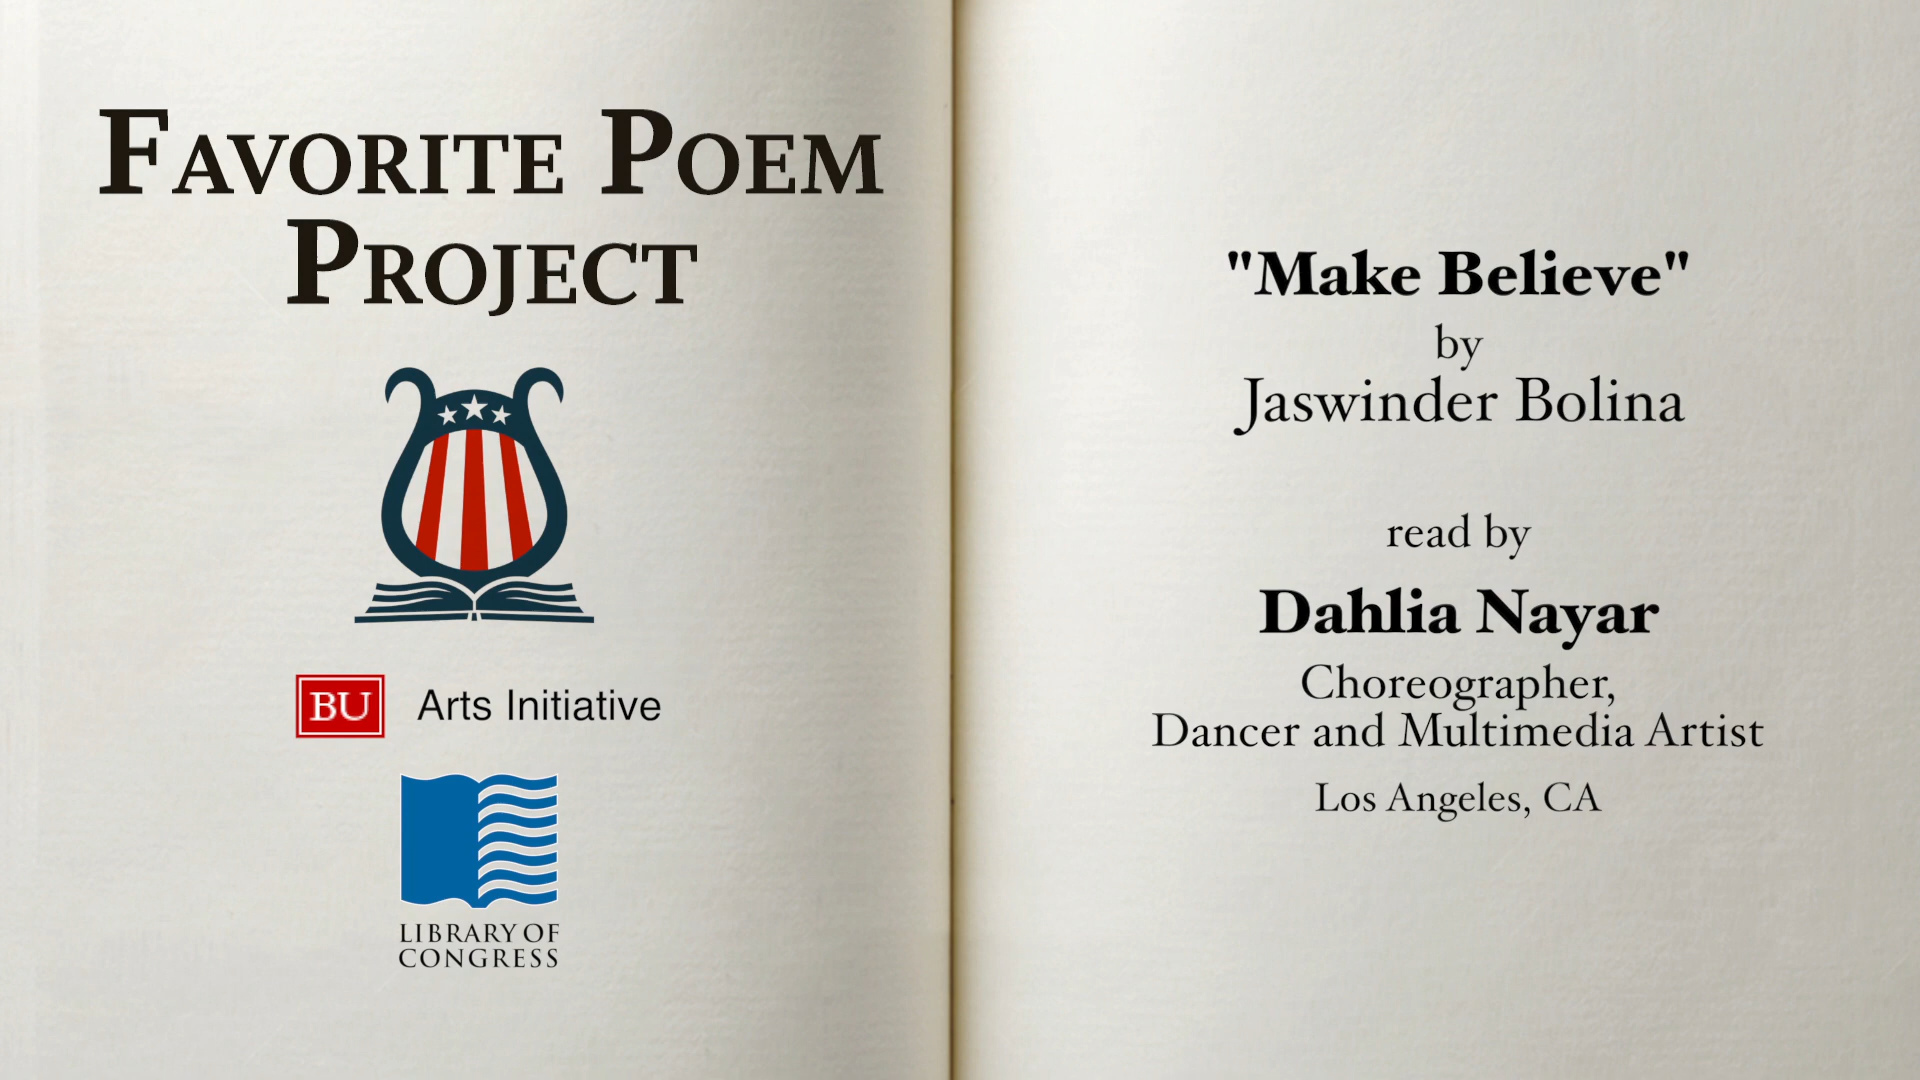 FAVORITE POEM
PROJECT
BU Arts Initiative
LIBRARY OF
CONGRESS
"Make Believe"
by
Jaswinder Bolina
read by
Dahlia Nayar
Choreographer,
Dancer and Multimedia Artist
Los Angeles, CA